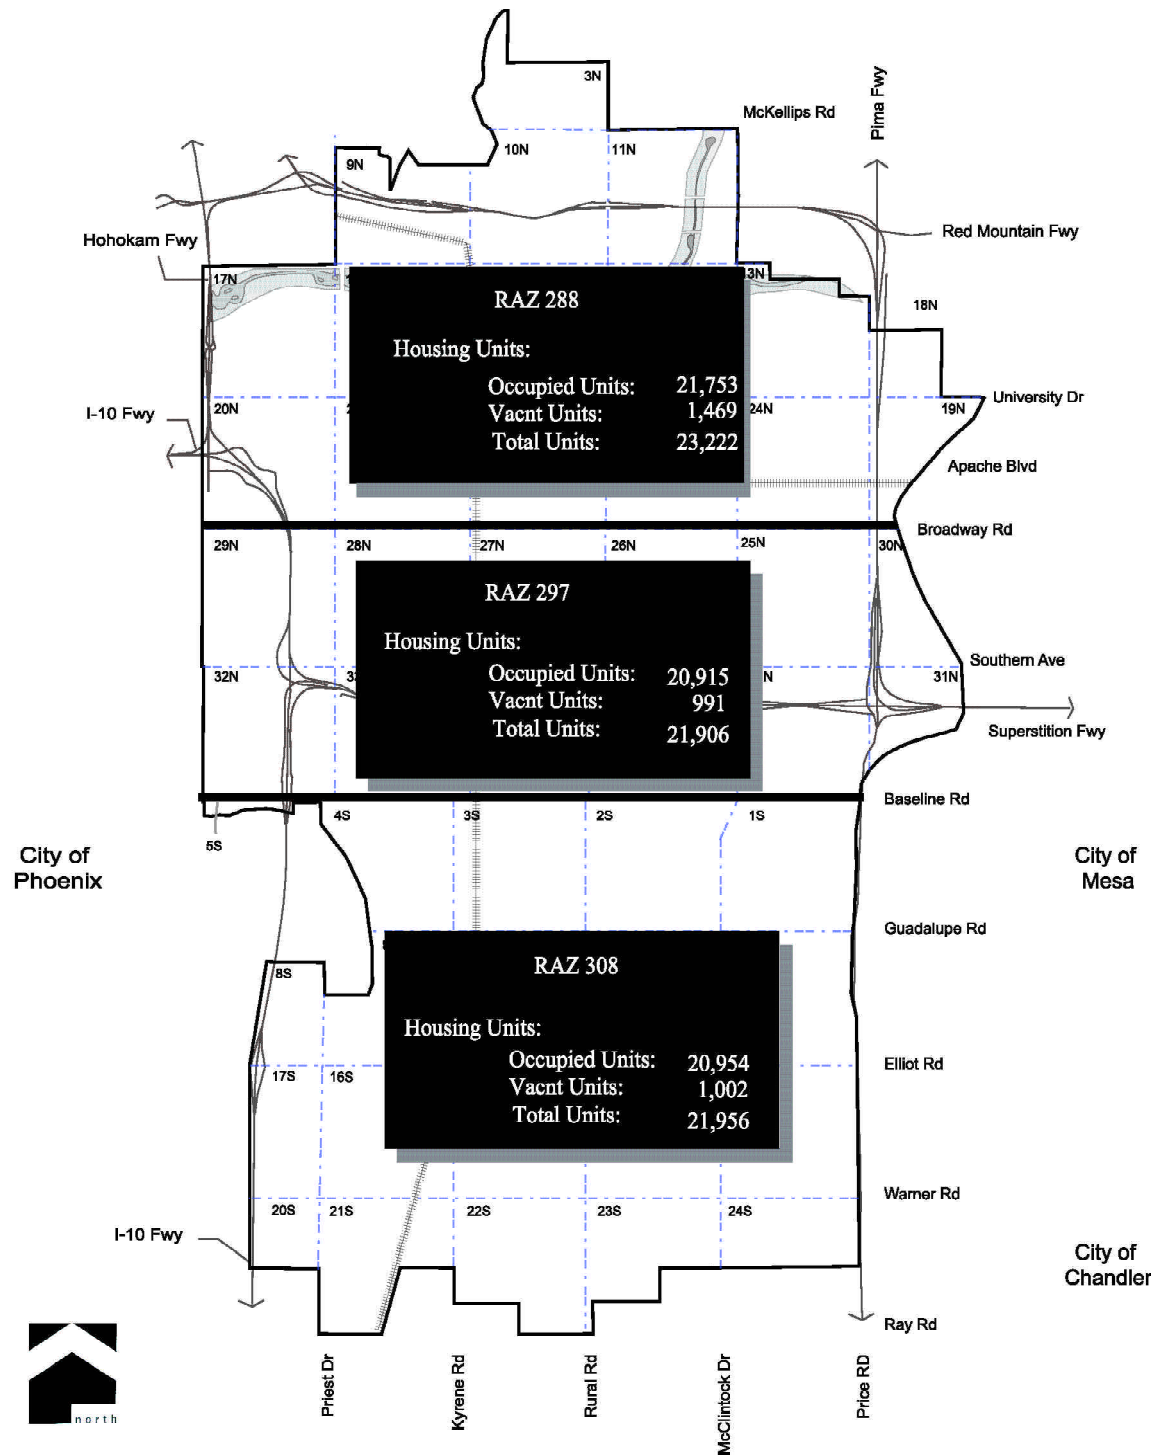 3N
McKellips Rd
Pima Fwy
10N
11N
9N
Hohokam Fwy
Red Mountain Fwy
17N
3N
18N
RAZ 288
Housing Units:
Occupied Units: 21,753
Vacnt Units: 1,469
Total Units: 23,222
I-10 Fwy
20N
24N
19N
University Dr
Apache Blvd
Broadway Rd
29N
28N
27N
26N
25N
30N
RAZ 297
Housing Units:
Occupied Units: 20,915
Vacnt Units: 991
Total Units: 21,906
32N
N
31N
Southern Ave
Superstition Fwy
Baseline Rd
4S
3S
2S
1S
5S
City of
Phoenix
City of
Mesa
Guadalupe Rd
8S
RAZ 308
Housing Units:
Occupied Units: 20,954
Vacnt Units: 1,002
Total Units: 21,956
17S
16S
Elliot Rd
Warner Rd
20S
21S
22S
23S
24S
I-10 Fwy
City of
Chandler
Ray Rd
north
Priest Dr
Kyrene Rd
Rural Rd
McClintock Dr
Price RD